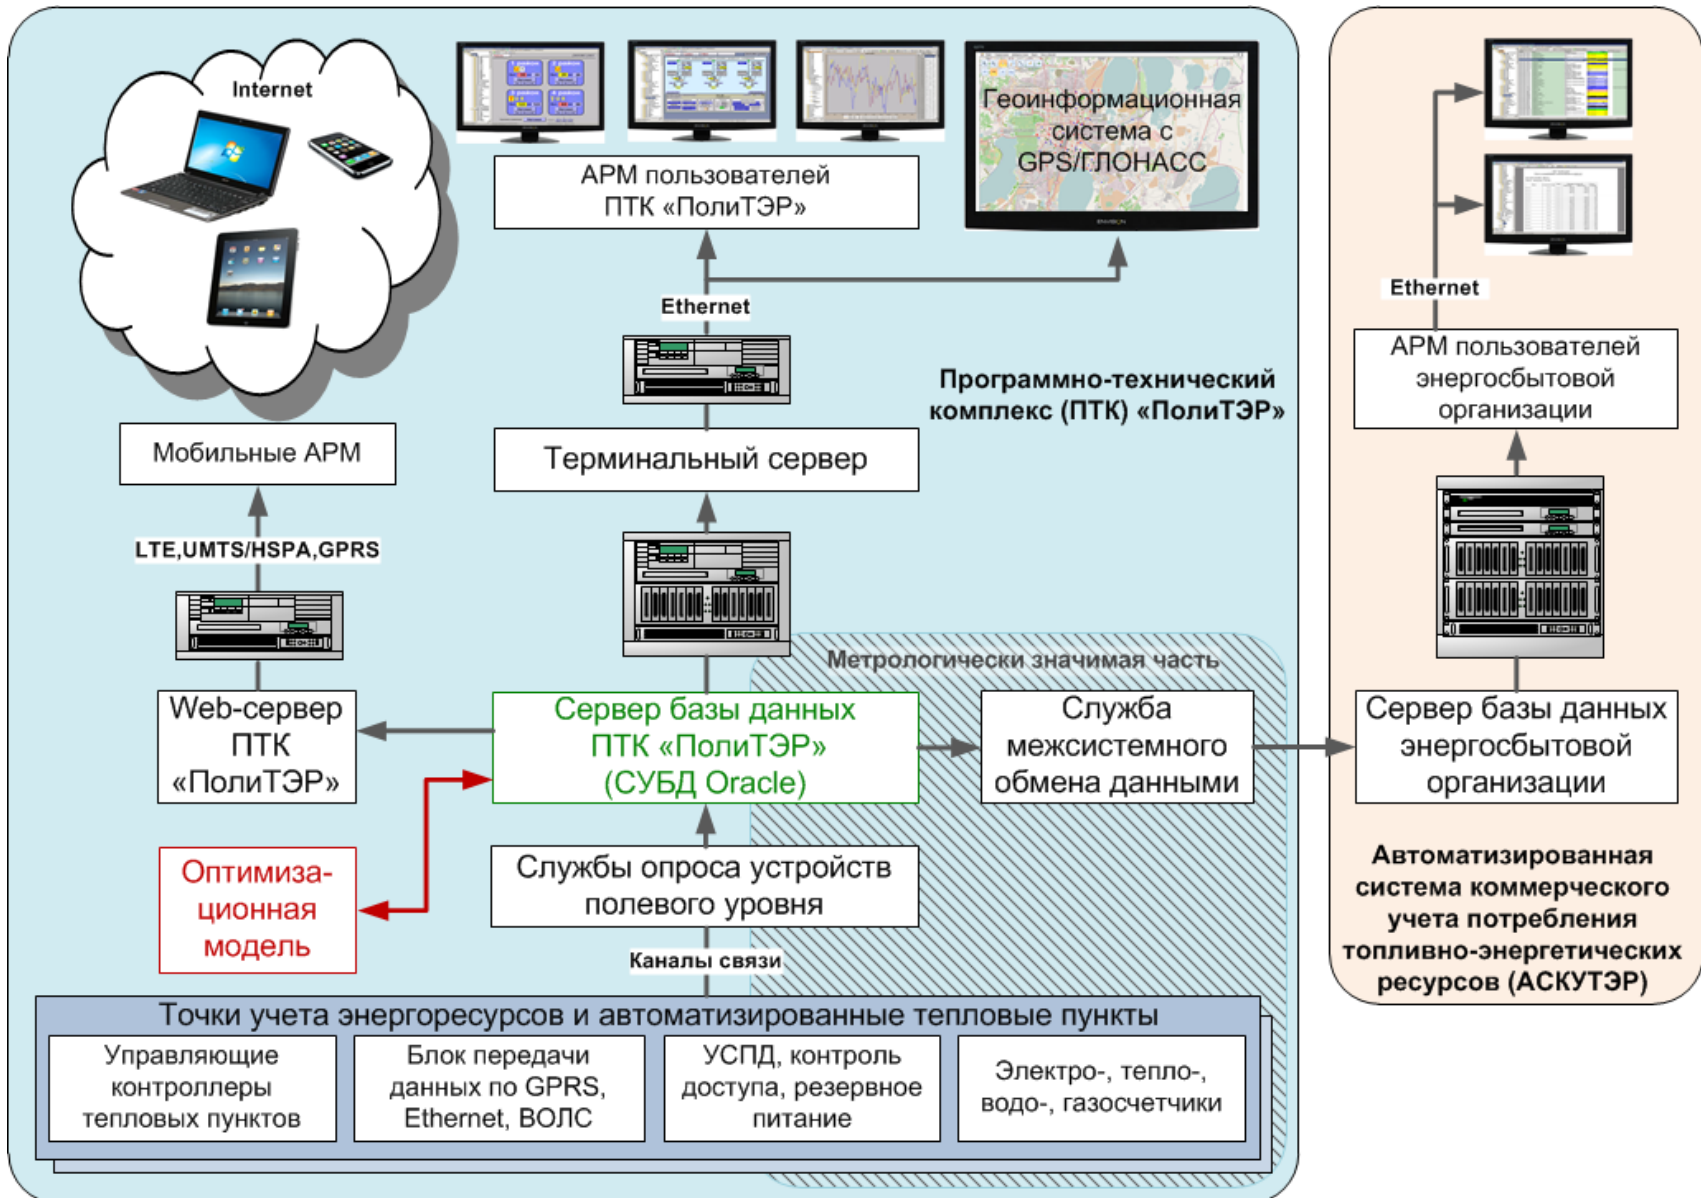 Internet
Геоинформационная
система с
GPS/ГЛОНАСС
АРМ пользователей
ПТК «ПолиТЭР»
Ethernet
Ethernet
АРМ пользователей
энергосбытовой
организации
Программно-технический
комплекс (ПТК) «ПолиТЭР»
Мобильные АРМ
Терминальный сервер
LTE,UMTS/HSPA,GPRS
Метрологически значимая часть
Web-сервер
ПТК
«ПолиТЭР»
Сервер базы данных
ПТК «ПолиТЭР»
(СУБД Oracle)
Служба
межсистемного
обмена данными
Сервер базы данных
энергосбытовой
организации
Оптимиза-
ционная
модель
Службы опроса устройств
полевого уровня
Автоматизированная
система коммерческого
учета потребления
топливно-энергетических
ресурсов (АСКУТЭР)
Каналы связи
Точки учета энергоресурсов и автоматизированные тепловые пункты
Управляющие
контроллеры
тепловых пунктов
Блок передачи
данных по GPRS,
Ethernet, ВОЛС
УСПД, контроль
доступа, резервное
питание
Электро-, тепло-,
водо-, газосчетчики